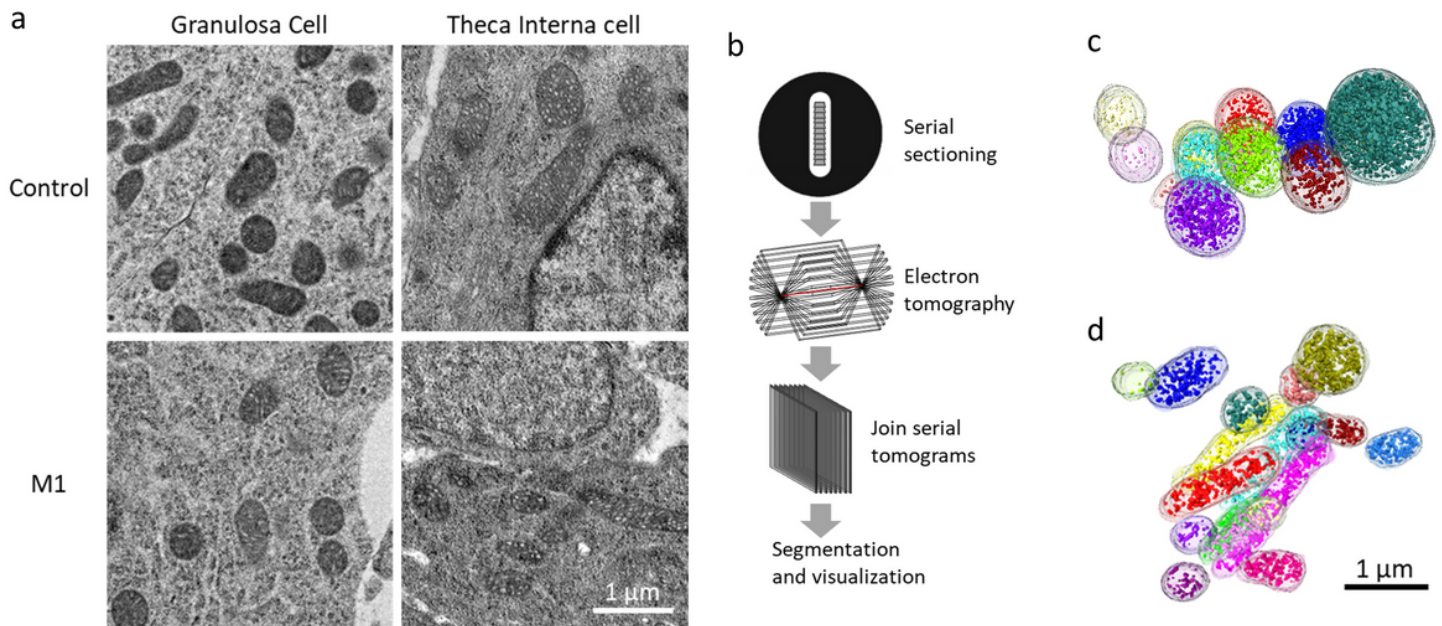 a
Granulosa Cell
Theca Interna cell
Control
M1
1 µm
b
Serial
sectioning
Electron
tomography
Join serial
tomograms
Segmentation
and visualization
c
d
1 µm